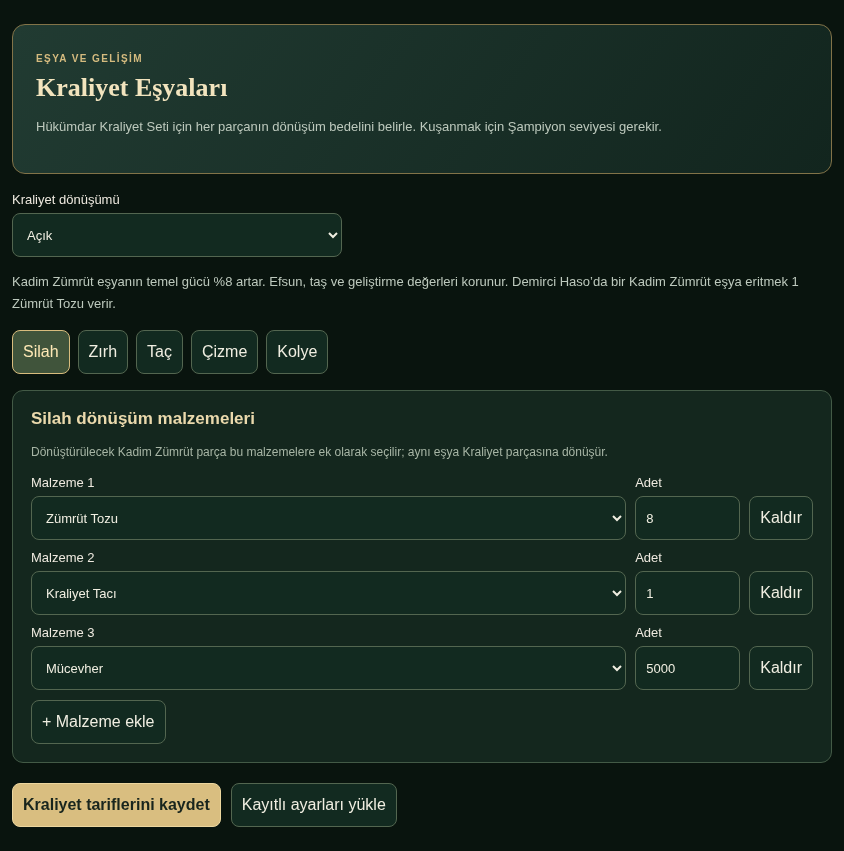 EŞYA VE GELİŞİM
Kraliyet Eşyaları
Hükümdar Kraliyet Seti için her parçanın dönüşüm bedelini belirle. Kuşanmak için Şampiyon seviyesi gerekir.
Kraliyet dönüşümü
Açık
Kadim Zümrüt eşyanın temel gücü %8 artar. Efsun, taş ve geliştirme değerleri korunur. Demirci Haso'da bir Kadim Zümrüt eşya eritmek 1
Zümrüt Tozu verir.
Silah Zırh Taç Çizme Kolye
Silah dönüşüm malzemeleri
Dönüştürülecek Kadim Zümrüt parça bu malzemelere ek olarak seçilir; aynı eşya Kraliyet parçasına dönüşür.
Malzeme 1 Adet
Zümrüt Tozu 8 Kaldır
Malzeme 2 Adet
Kraliyet Tacı 1 Kaldır
Malzeme 3 Adet
Mücevher 5000 Kaldır
+ Malzeme ekle
Kraliyet tariflerini kaydet Kayıtlı ayarları yükle